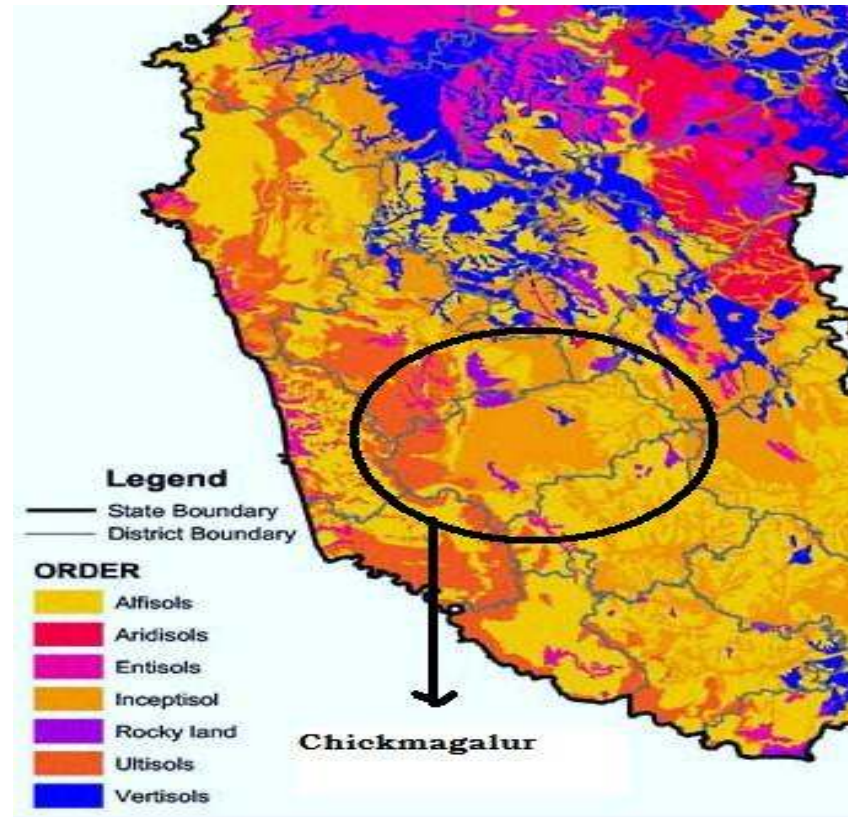 Legend
State Boundary
District Boundary
ORDER
Alfisols
Aridisols
Entisols
Inceptisol
Rocky land
Ultisols
Vertisols
Chickmagalur